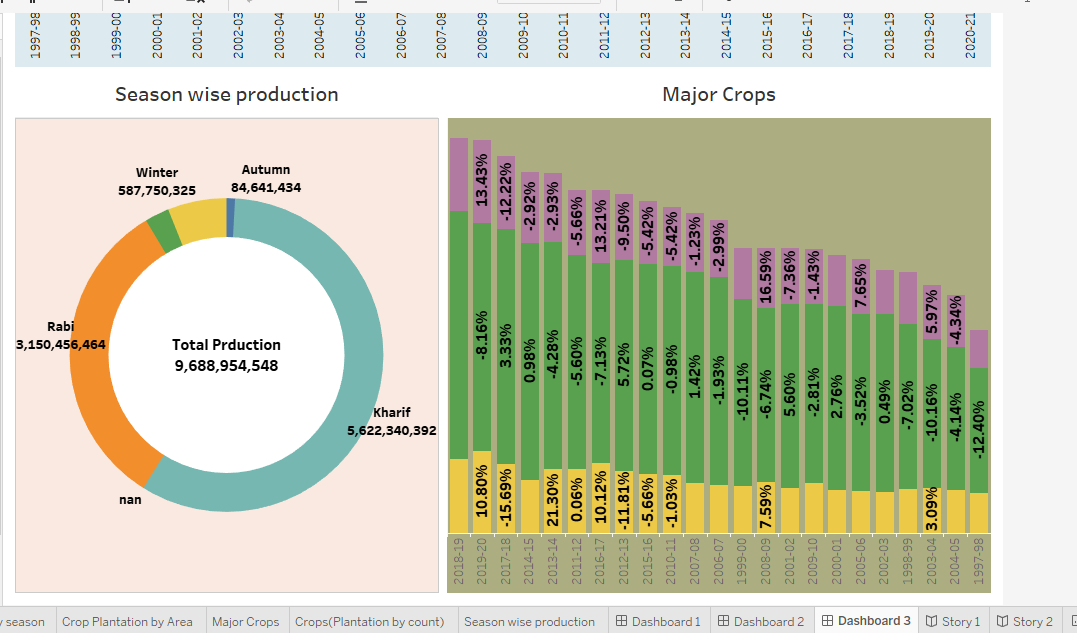 1997-98 1998-99 1999-00 2000-01 2001-02 2002-03 2003-04 2004-05 2005-06 2006-07 2007-08 2008-09 2009-10 2010-11 2011-12 2012-13 2013-14 2014-15 2015-16 2016-17 2017-18 2018-19 2019-20 2020-21
Season wise production
Winter
587,750,325
Autumn
84,641,434
Rabi
3,150,456,464
Total Prduction
9,688,954,548
Kharif
5,622,340,392
nan
Major Crops
13.43% -12.22% -2.92% -2.93% -5.66% 13.21% -9.50% -5.42% -5.42% -1.23% -2.99% 16.59% -7.36% -1.43% 7.65% 5.97% -4.34%
-8.16% 3.33% 0.98% -4.28% -5.60% -7.13% 5.72% 0.07% -0.98% 1.42% -1.93% -10.11% -6.74% 5.60% -2.81% 2.76% -3.52% 0.49% -7.02% -10.16% -4.14% -12.40%
10.80% -15.69% 21.30% 0.06% 10.12% -11.81% -5.66% -1.03% 7.59% 3.09%
2018-19 2019-20 2017-18 2014-15 2013-14 2011-12 2016-17 2012-13 2015-16 2010-11 2007-08 2006-07 1999-00 2008-09 2001-02 2009-10 2000-01 2005-06 2002-03 1998-99 2003-04 2004-05 1997-98
season Crop Plantation by Area Major Crops Crops(Plantation by count) Season wise production Dashboard 1 Dashboard 2 Dashboard 3 Story 1 Story 2